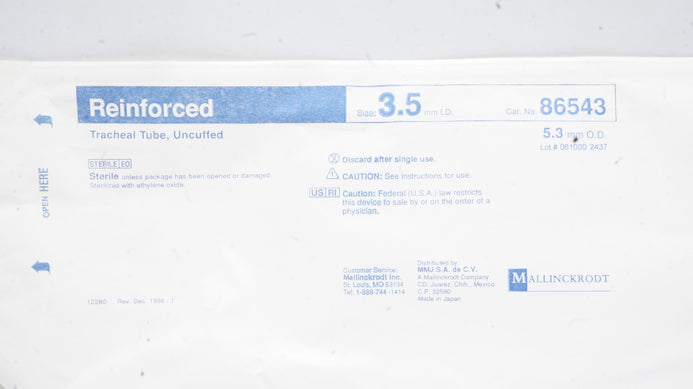 Reinforced
Size: 3.5 mm I.D.
Cat. No. 86543
Tracheal Tube, Uncuffed
5.3 mm O.D.
Lot # 061000 2437
OPEN HERE
STERILE EO
Sterile unless package has been opened or damaged.
Sterilized with ethylene oxide.
Discard after single use.
CAUTION: See instructions for use.
US Rx Caution: Federal (U.S.A.) law restricts
this device to sale by or on the order of a
physician.
Customer Service:
Mallinckrodt Inc.
St. Louis, MO 63134
Tel: 1-888-744-1414
Distributed by:
MMJ S.A. de C.V.
A Mallinckrodt Company
CD. Juarez, Chih., Mexico
C.P. 32580
Made in Japan
MALLINCKRODT
12280 Rev. Dec. 1998 / 1